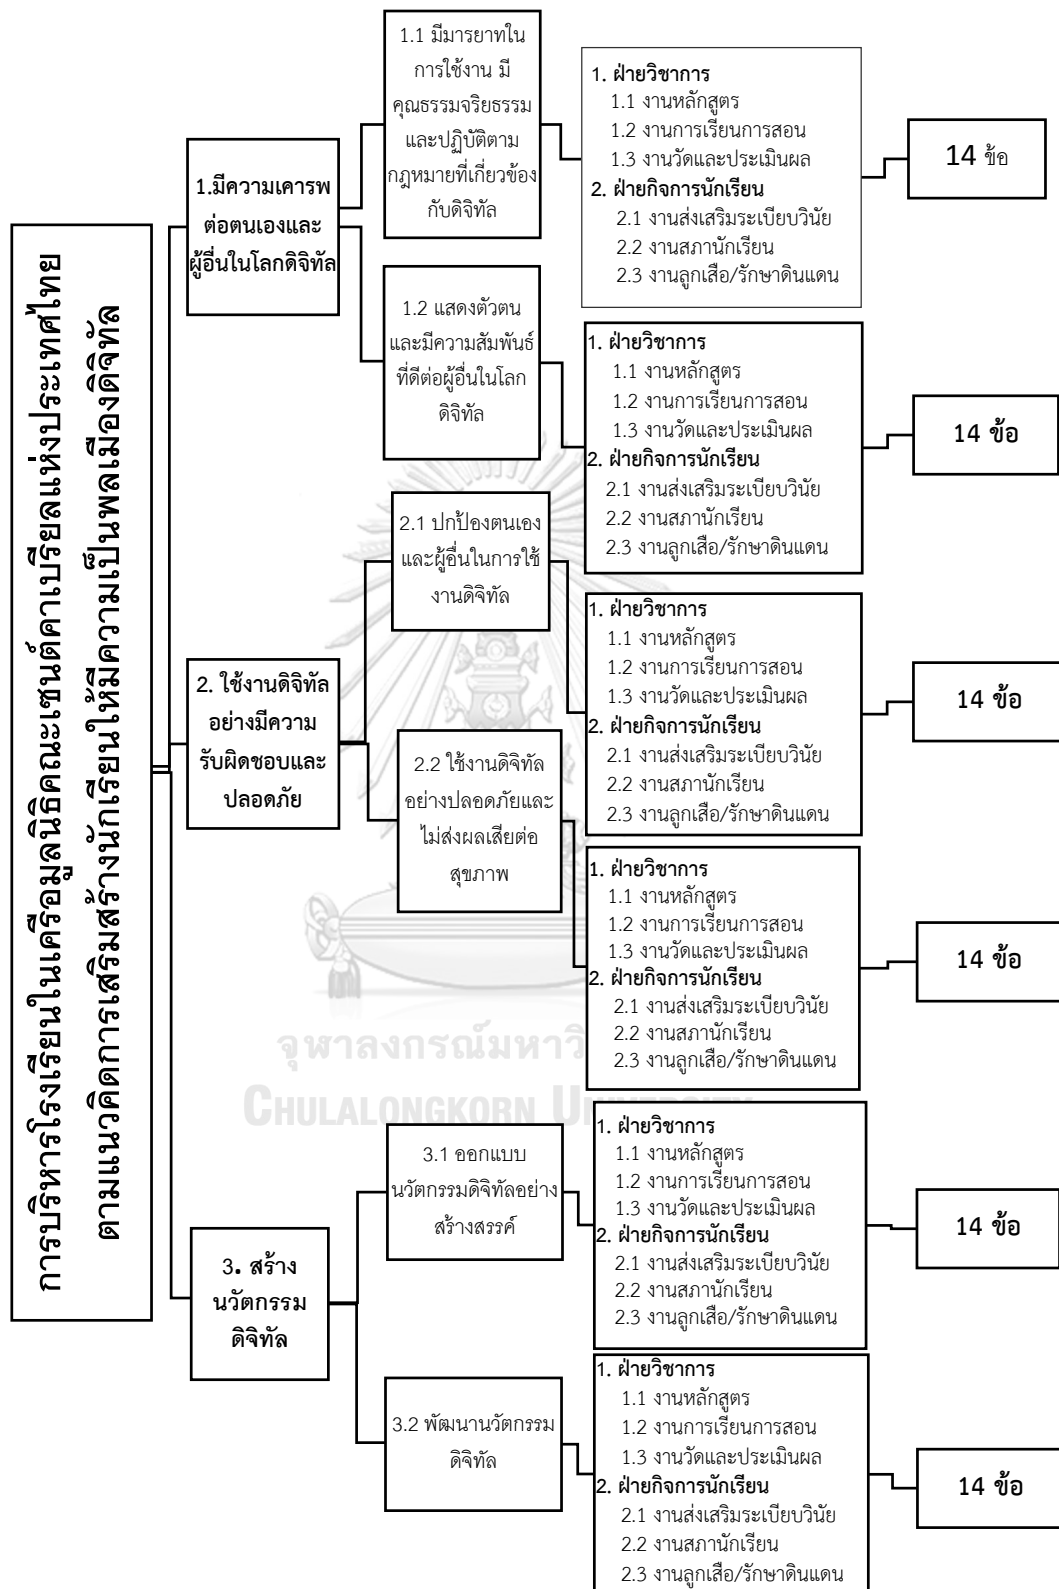 การบริหารโรงเรียนในเครือมูลนิธิคณะเซนต์คาเบรียลแห่งประเทศไทย
ตามแนวคิดการเสริมสร้างนักเรียนให้มีความเป็นพลเมืองดิจิทัล
1.มีความเคารพ
ต่อตนเองและ
ผู้อื่นในโลกดิจิทัล
1.1 มีมารยาทใน
การใช้งาน มี
คุณธรรมจริยธรรม
และปฏิบัติตาม
กฎหมายที่เกี่ยวข้อง
กับดิจิทัล
1. ฝ่ายวิชาการ
1.1 งานหลักสูตร
1.2 งานการเรียนการสอน
1.3 งานวัดและประเมินผล
2. ฝ่ายกิจการนักเรียน
2.1 งานส่งเสริมระเบียบวินัย
2.2 งานสภานักเรียน
2.3 งานลูกเสือ/รักษาดินแดน
14 ข้อ
1.2 แสดงตัวตน
และมีความสัมพันธ์
ที่ดีต่อผู้อื่นในโลก
ดิจิทัล
1. ฝ่ายวิชาการ
1.1 งานหลักสูตร
1.2 งานการเรียนการสอน
1.3 งานวัดและประเมินผล
2. ฝ่ายกิจการนักเรียน
2.1 งานส่งเสริมระเบียบวินัย
2.2 งานสภานักเรียน
2.3 งานลูกเสือ/รักษาดินแดน
14 ข้อ
2. ใช้งานดิจิทัล
อย่างมีความ
รับผิดชอบและ
ปลอดภัย
2.1 ปกป้องตนเอง
และผู้อื่นในการใช้
งานดิจิทัล
1. ฝ่ายวิชาการ
1.1 งานหลักสูตร
1.2 งานการเรียนการสอน
1.3 งานวัดและประเมินผล
2. ฝ่ายกิจการนักเรียน
2.1 งานส่งเสริมระเบียบวินัย
2.2 งานสภานักเรียน
2.3 งานลูกเสือ/รักษาดินแดน
14 ข้อ
2.2 ใช้งานดิจิทัล
อย่างปลอดภัยและ
ไม่ส่งผลเสียต่อ
สุขภาพ
1. ฝ่ายวิชาการ
1.1 งานหลักสูตร
1.2 งานการเรียนการสอน
1.3 งานวัดและประเมินผล
2. ฝ่ายกิจการนักเรียน
2.1 งานส่งเสริมระเบียบวินัย
2.2 งานสภานักเรียน
2.3 งานลูกเสือ/รักษาดินแดน
14 ข้อ
จุฬาลงกรณ์มหาวิ
CHULALONGKORN UNIVERSITY
3. สร้าง
นวัตกรรม
ดิจิทัล
3.1 ออกแบบ
นวัตกรรมดิจิทัลอย่าง
สร้างสรรค์
1. ฝ่ายวิชาการ
1.1 งานหลักสูตร
1.2 งานการเรียนการสอน
1.3 งานวัดและประเมินผล
2. ฝ่ายกิจการนักเรียน
2.1 งานส่งเสริมระเบียบวินัย
2.2 งานสภานักเรียน
2.3 งานลูกเสือ/รักษาดินแดน
14 ข้อ
3.2 พัฒนานวัตกรรม
ดิจิทัล
1. ฝ่ายวิชาการ
1.1 งานหลักสูตร
1.2 งานการเรียนการสอน
1.3 งานวัดและประเมินผล
2. ฝ่ายกิจการนักเรียน
2.1 งานส่งเสริมระเบียบวินัย
2.2 งานสภานักเรียน
2.3 งานลูกเสือ/รักษาดินแดน
14 ข้อ